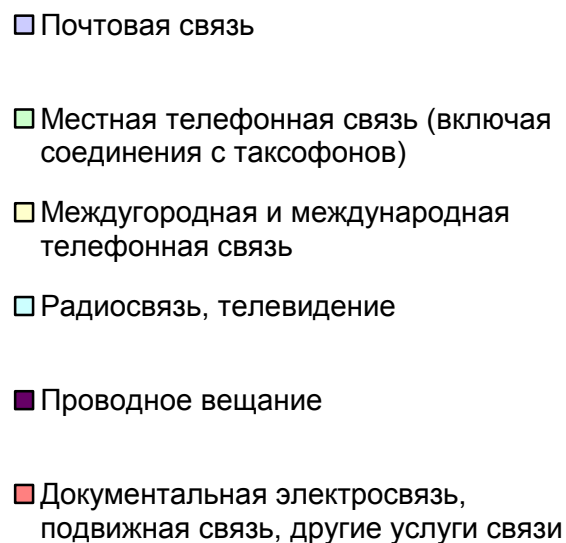 Почтовая связь
Местная телефонная связь (включая
соединения с таксофонов)
Междугородная и международная
телефонная связь
Радиосвязь, телевидение
Проводное вещание
Документальная электросвязь,
подвижная связь, другие услуги связи